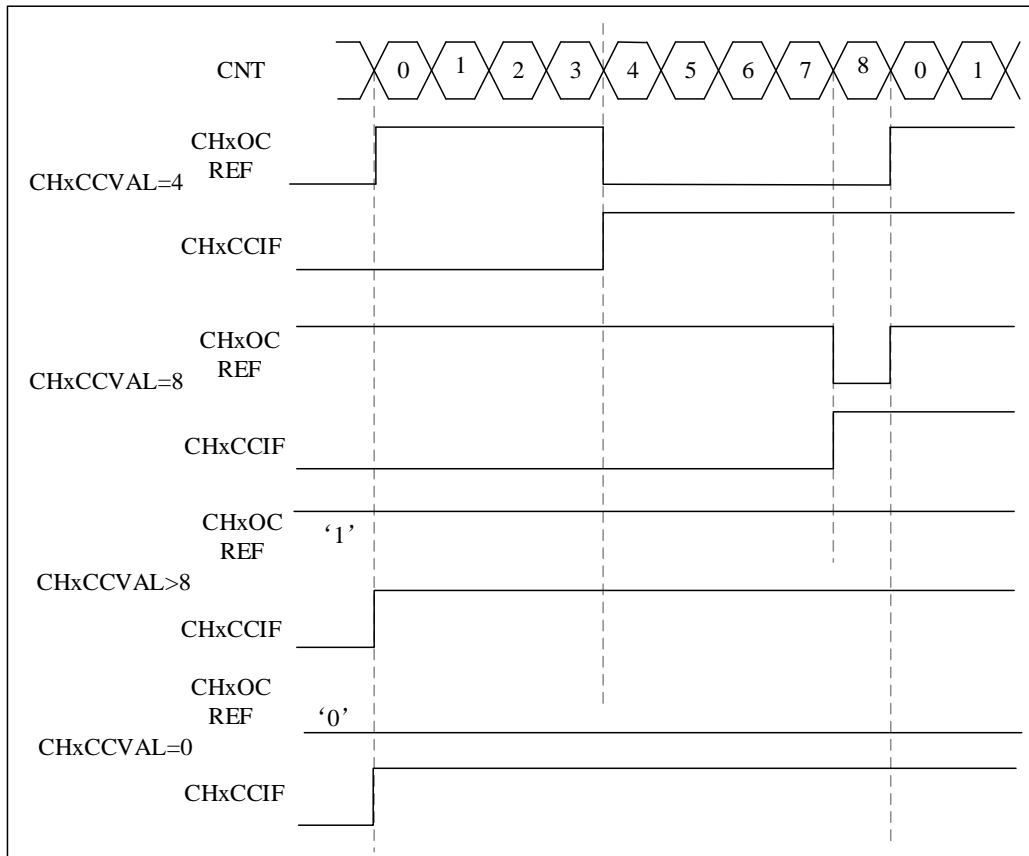 CNT 0 1 2 3 4 5 6 7 8 0 1
CHxOC
REF
CHxCCVAL=4
CHxCCIF
CHxOC
REF
CHxCCVAL=8
CHxCCIF
CHxOC
REF
‘1’
CHxCCVAL>8
CHxCCIF
CHxOC
REF
‘0’
CHxCCVAL=0
CHxCCIF